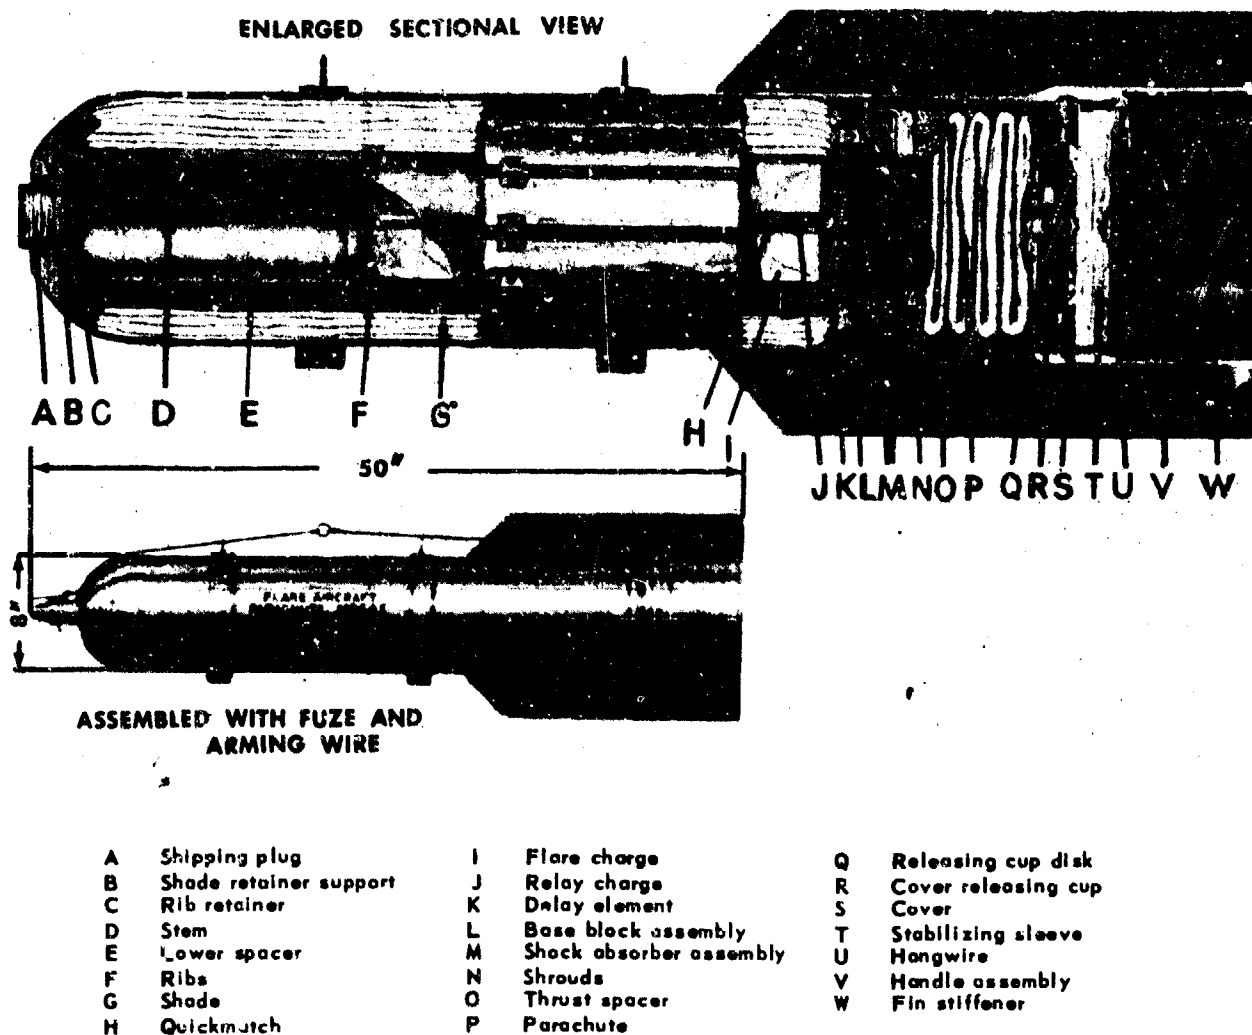 ENLARGED SECTIONAL VIEW
A B C D E F G H I
J K L M N O P Q R S T U V W
50"
8"
FLARE AIRCRAFT
ASSEMBLED WITH FUZE AND
ARMING WIRE
A Shipping plug
B Shade retainer support
C Rib retainer
D Stem
E Lower spacer
F Ribs
G Shade
H Quickmatch
I Flare charge
J Relay charge
K Delay element
L Base block assembly
M Shock absorber assembly
N Shrouds
O Thrust spacer
P Parachute
Q Releasing cup disk
R Cover releasing cup
S Cover
T Stabilizing sleeve
U Hangwire
V Handle assembly
W Fin stiffener